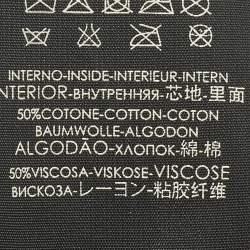 INTERNO-INSIDE-INTERIEUR-INTERN
INTERIOR-ВНУТРЕННЯЯ-芯地-里面
50%COTONE-COTTON-COTON
BAUMWOLLE-ALGODON
ALGODÃO-ХЛОПОК-綿-棉
50%VISCOSA-VISKOSE-VISCOSE
ВИСКОЗА-レーヨン-粘胶纤维